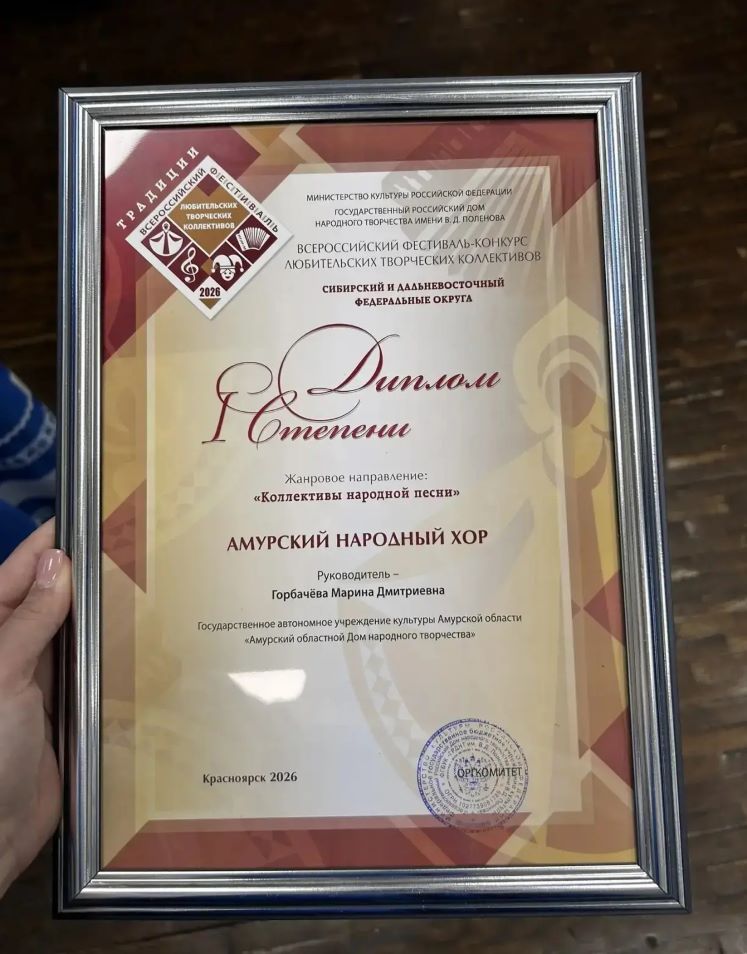 ТРАДИЦИИ
ВСЕРОССИЙСКИЙ ФЕСТИВАЛЬ
ЛЮБИТЕЛЬСКИХ
ТВОРЧЕСКИХ
КОЛЛЕКТИВОВ
2026
МИНИСТЕРСТВО КУЛЬТУРЫ РОССИЙСКОЙ ФЕДЕРАЦИИ
ГОСУДАРСТВЕННЫЙ РОССИЙСКИЙ ДОМ
НАРОДНОГО ТВОРЧЕСТВА ИМЕНИ В. Д. ПОЛЕНОВА
ВСЕРОССИЙСКИЙ ФЕСТИВАЛЬ-КОНКУРС
ЛЮБИТЕЛЬСКИХ ТВОРЧЕСКИХ КОЛЛЕКТИВОВ
СИБИРСКИЙ И ДАЛЬНЕВОСТОЧНЫЙ
ФЕДЕРАЛЬНЫЕ ОКРУГА
Диплом
I Степени
Жанровое направление:
«Коллективы народной песни»
АМУРСКИЙ НАРОДНЫЙ ХОР
Руководитель –
Горбачёва Марина Дмитриевна
Государственное автономное учреждение культуры Амурской области
«Амурский областной Дом народного творчества»
Красноярск 2026
ОРГКОМИТЕТ